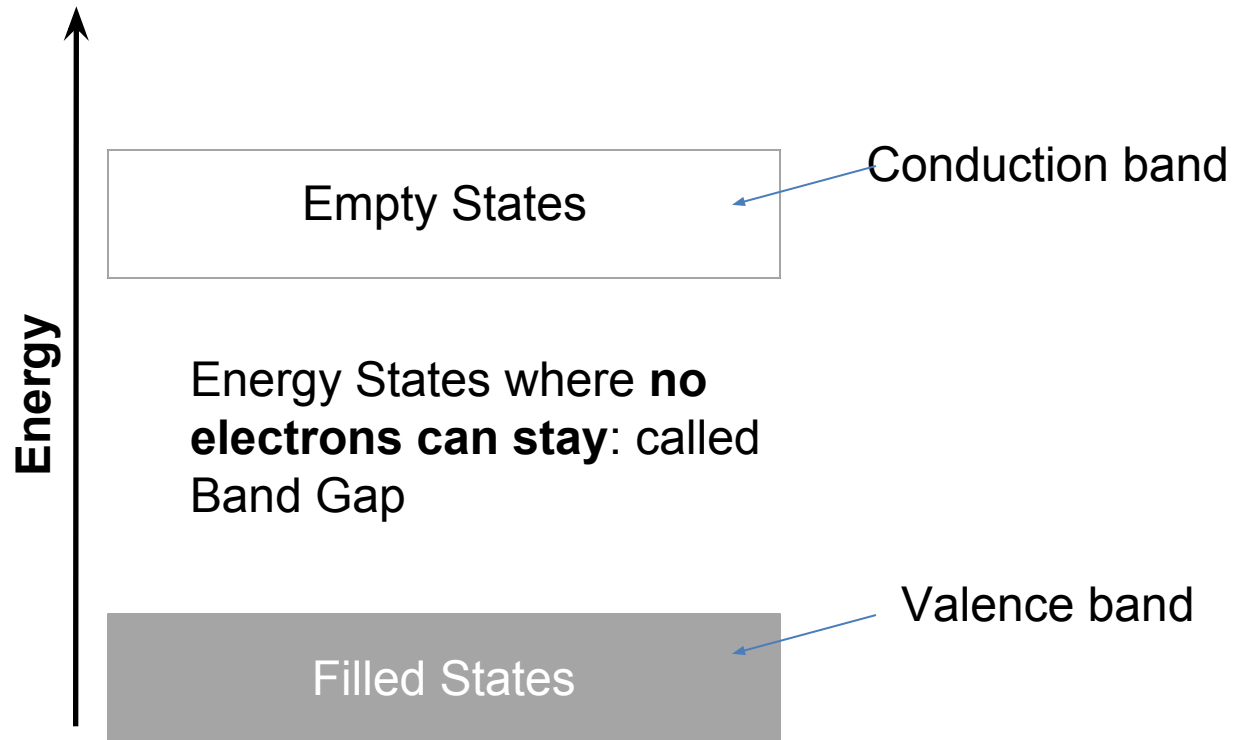 Conduction band
Empty States
Energy
Energy States where no
electrons can stay: called
Band Gap
Valence band
Filled States